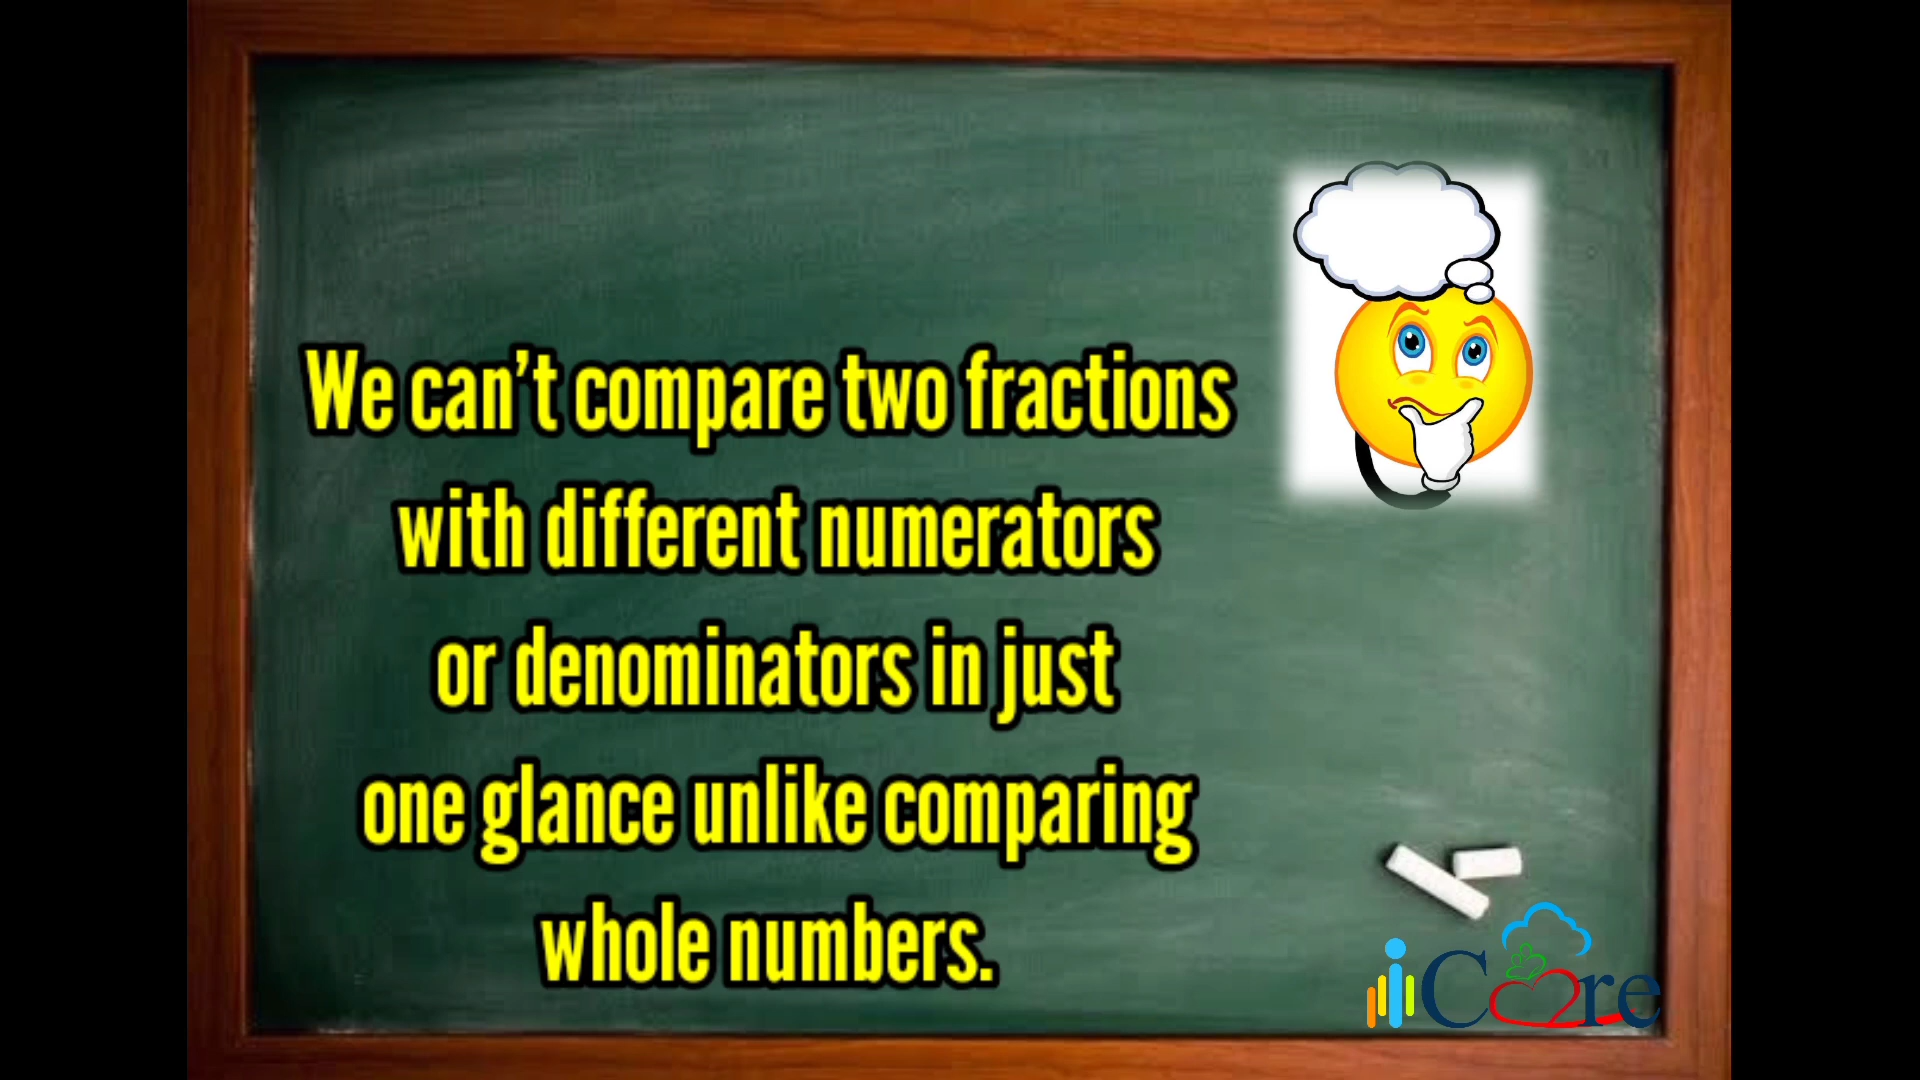 We can't compare two fractions
with different numerators
or denominators in just
one glance unlike comparing
whole numbers.
iCare